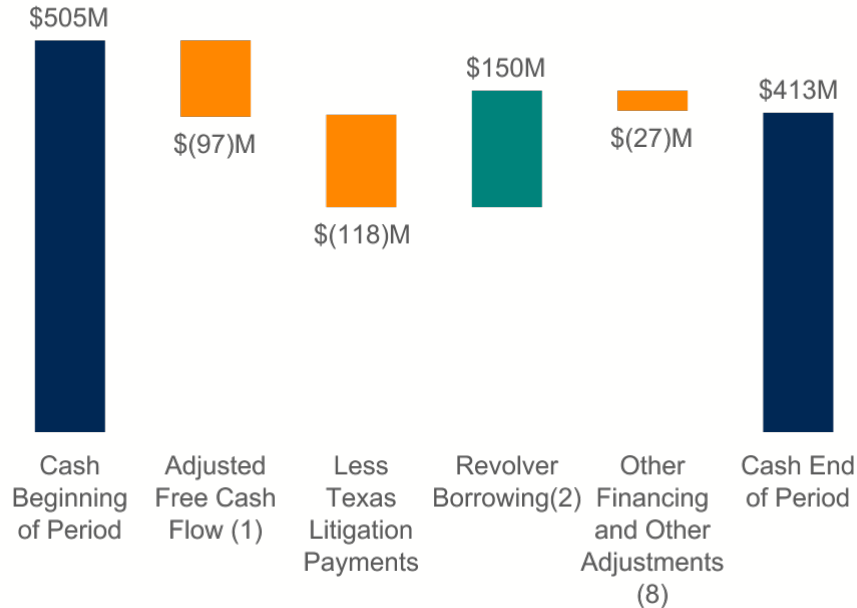 $505M
$(97)M
$(118)M
$150M
$(27)M
$413M
Cash
Beginning
of Period
Adjusted
Free Cash
Flow (1)
Less
Texas
Litigation
Payments
Revolver
Borrowing(2)
Other
Financing
and Other
Adjustments
(8)
Cash End
of Period